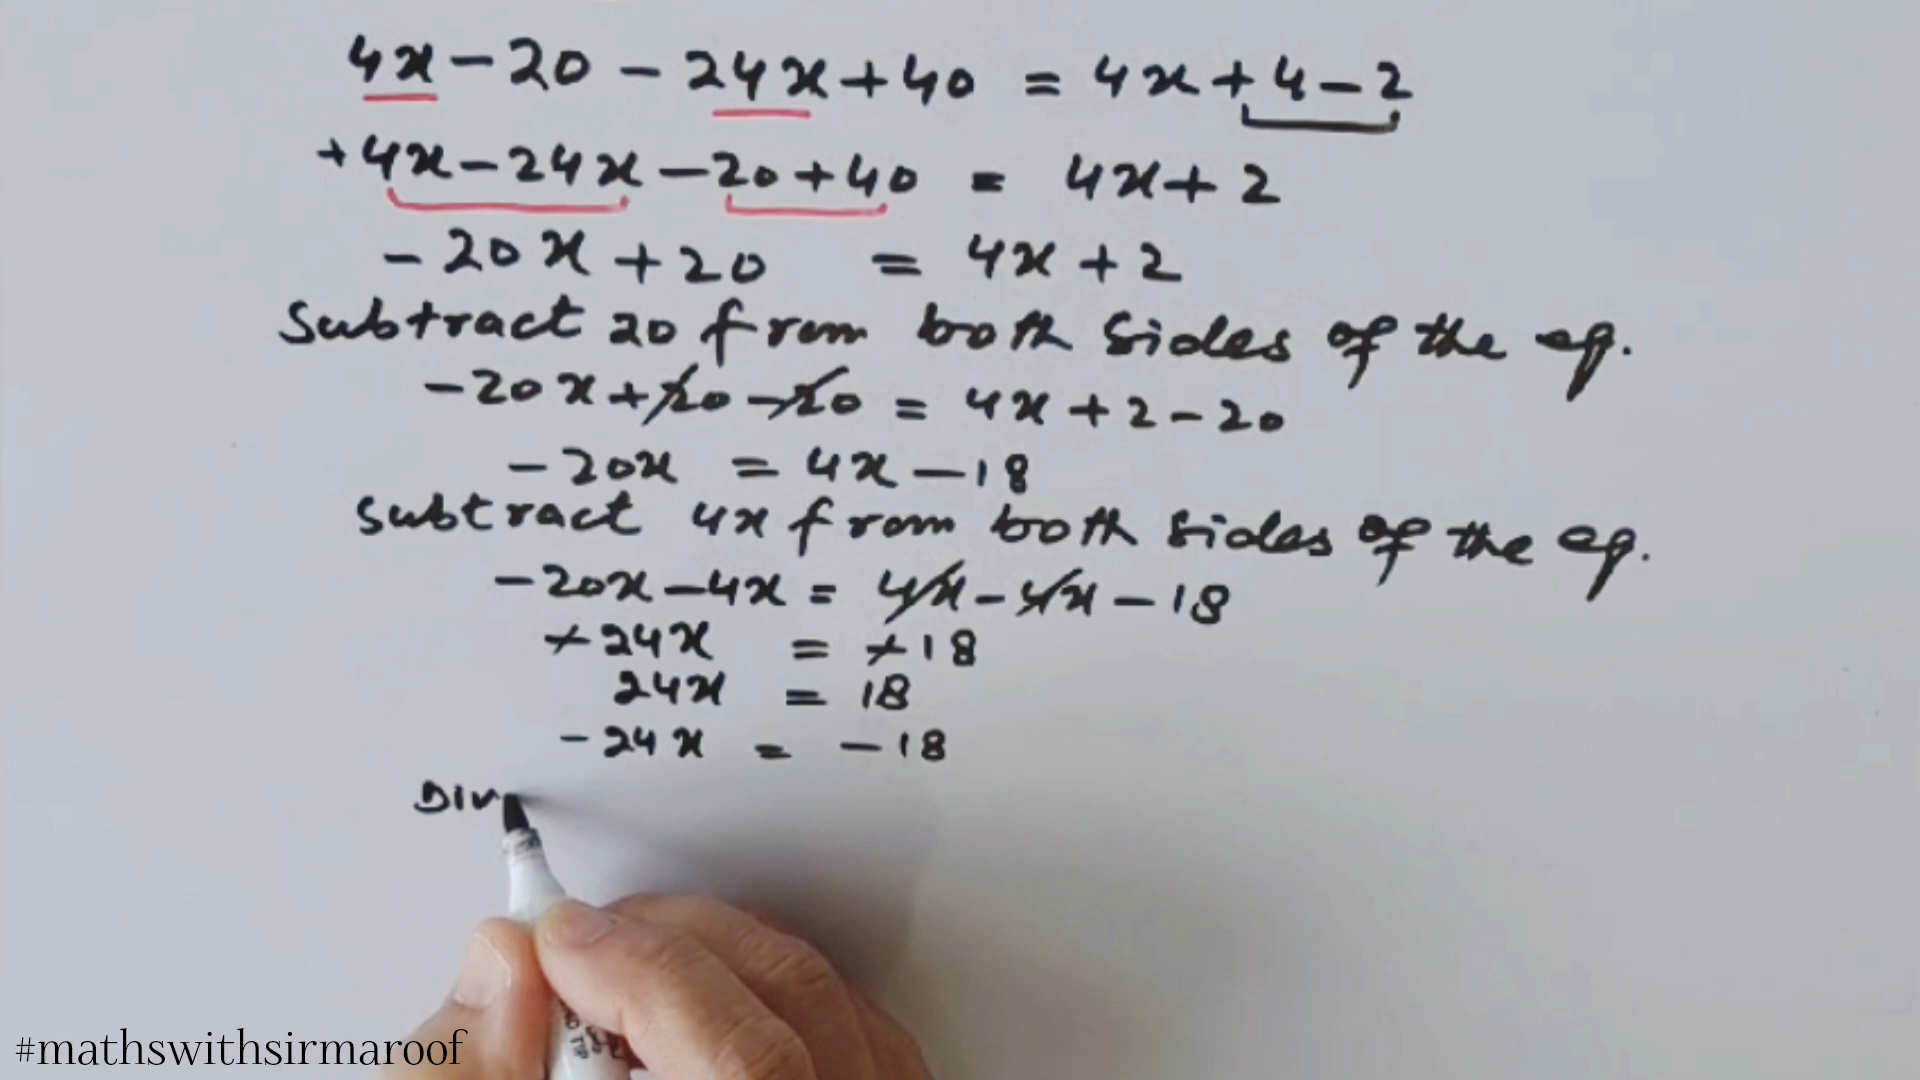 4x - 20 - 24x + 40 = 4x + 4 - 2
+4x - 24x - 20 + 40 = 4x + 2
- 20x + 20 = 4x + 2
Subtract 20 from both sides of the eq.
-20x + 20 - 20 = 4x + 2 - 20
- 20x = 4x - 18
Subtract 4x from both sides of the eq.
- 20x - 4x = 4x - 4x - 18
- 24x = - 18
24x = 18
- 24x = - 18
Div
#mathswithsirmaroof